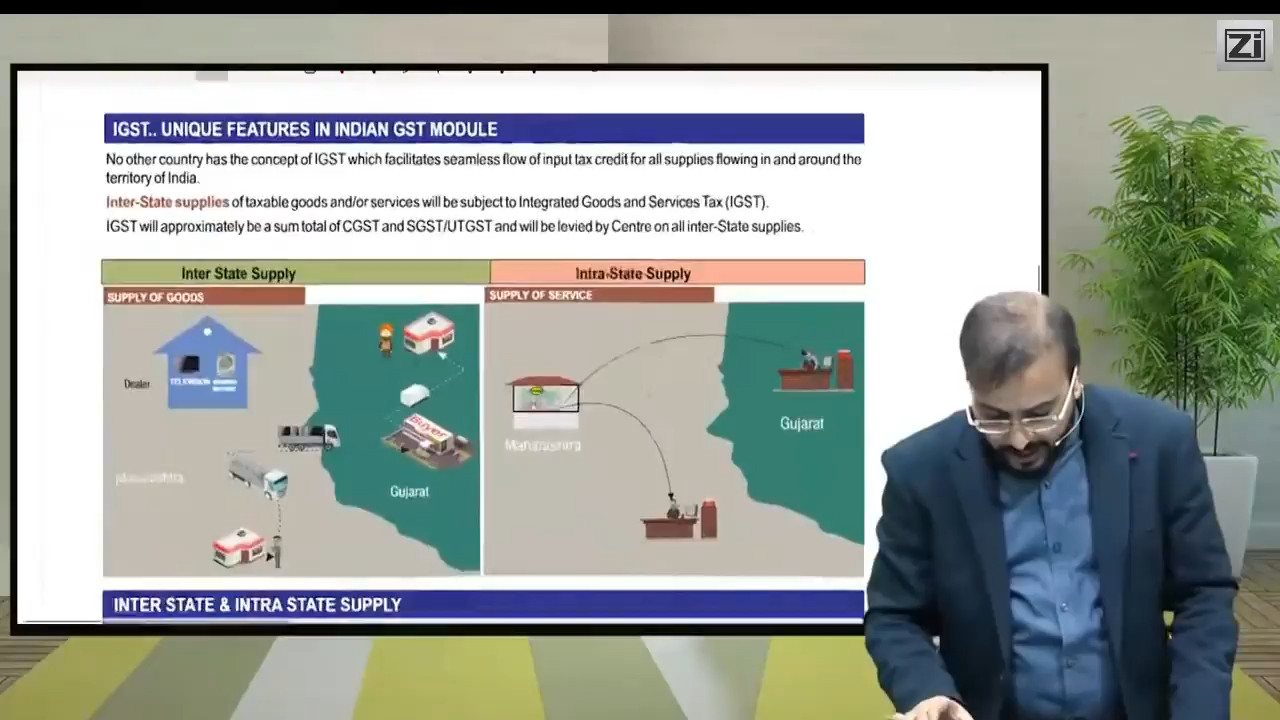 Zi
IGST.. UNIQUE FEATURES IN INDIAN GST MODULE
No other country has the concept of IGST which facilitates seamless flow of input tax credit for all supplies flowing in and around the
territory of India.
Inter-State supplies of taxable goods and/or services will be subject to Integrated Goods and Services Tax (IGST).
IGST will approximately be a sum total of CGST and SGST/UTGST and will be levied by Centre on all inter-State supplies.
Inter State Supply
Intra-State Supply
SUPPLY OF GOODS
SUPPLY OF SERVICE
TELEVISION
Dealer
Buyer
Gujarat
Maharashtra
Gujarat
INTER STATE & INTRA STATE SUPPLY